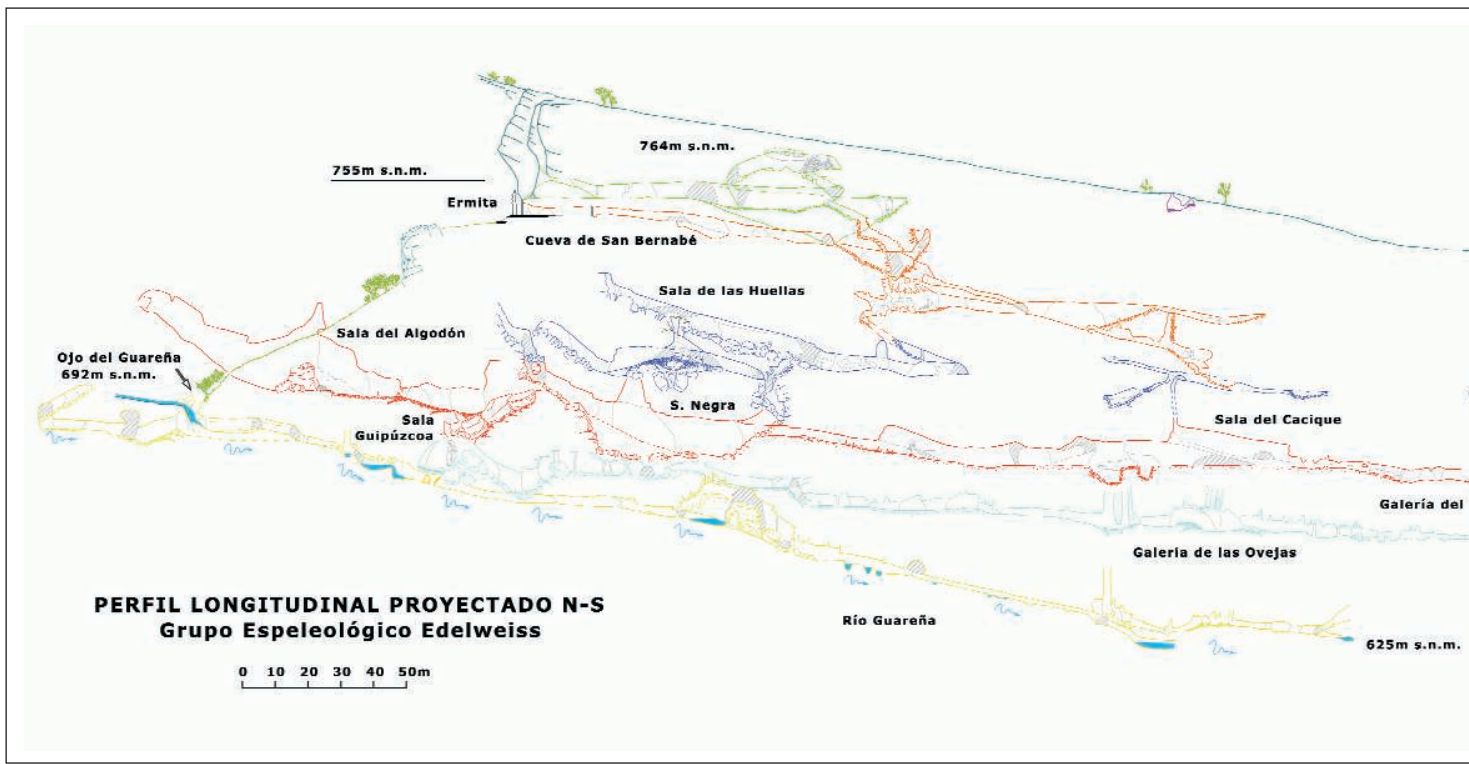 764m s.n.m.
755m s.n.m.
Ermita
Cueva de San Bernabé
Sala de las Huellas
Sala del Algodón
Ojo del Guareña
692m s.n.m.
S. Negra
Sala
Guipúzcoa
Sala del Cacique
Galería del
Galeria de las Ovejas
PERFIL LONGITUDINAL PROYECTADO N-S
Grupo Espeleológico Edelweiss
Río Guareña
625m s.n.m.
0 10 20 30 40 50m